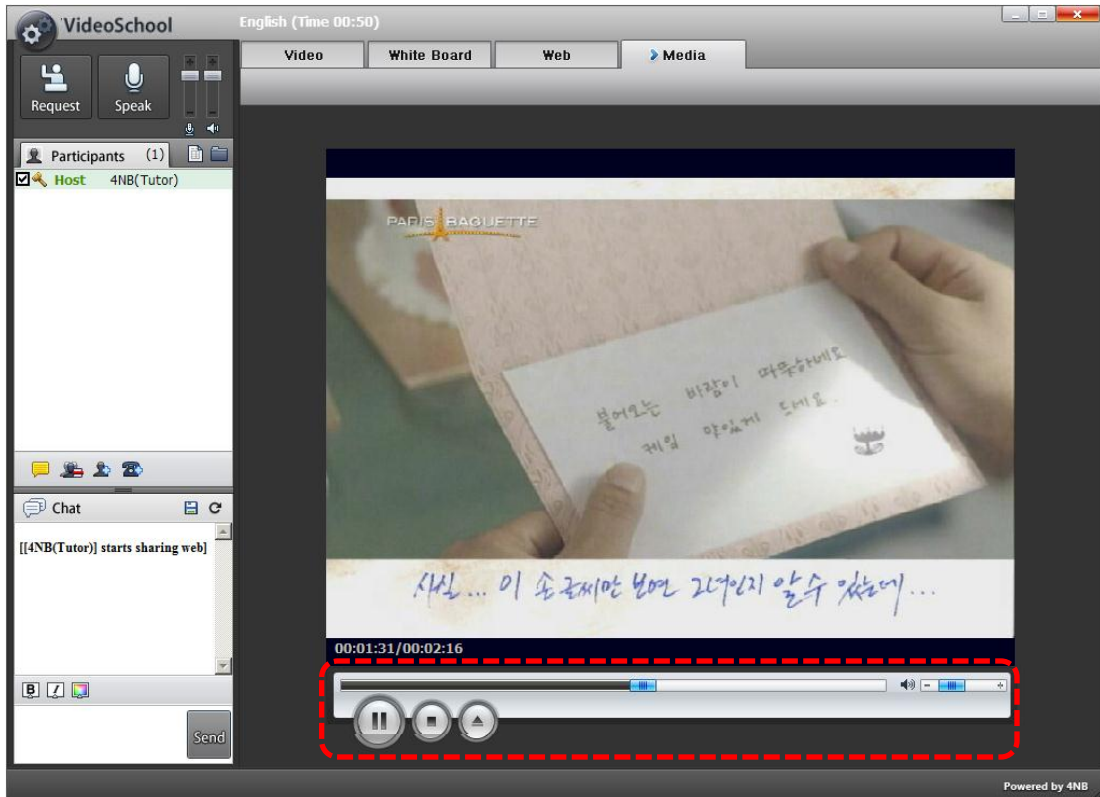 VideoSchool
English (Time 00:50)
Video
White Board
Web
Media
Request
Speak
Participants (1)
Host 4NB(Tutor)
PARIS BAGUETTE
불어오는 바람이 따뜻하네요
케익 맛있게 드세요.
사실... 이 손글씨만 보면 그녀인지 알 수 있는데...
Chat
[[4NB(Tutor)] starts sharing web]
00:01:31/00:02:16
B I
Send
Powered by 4NB